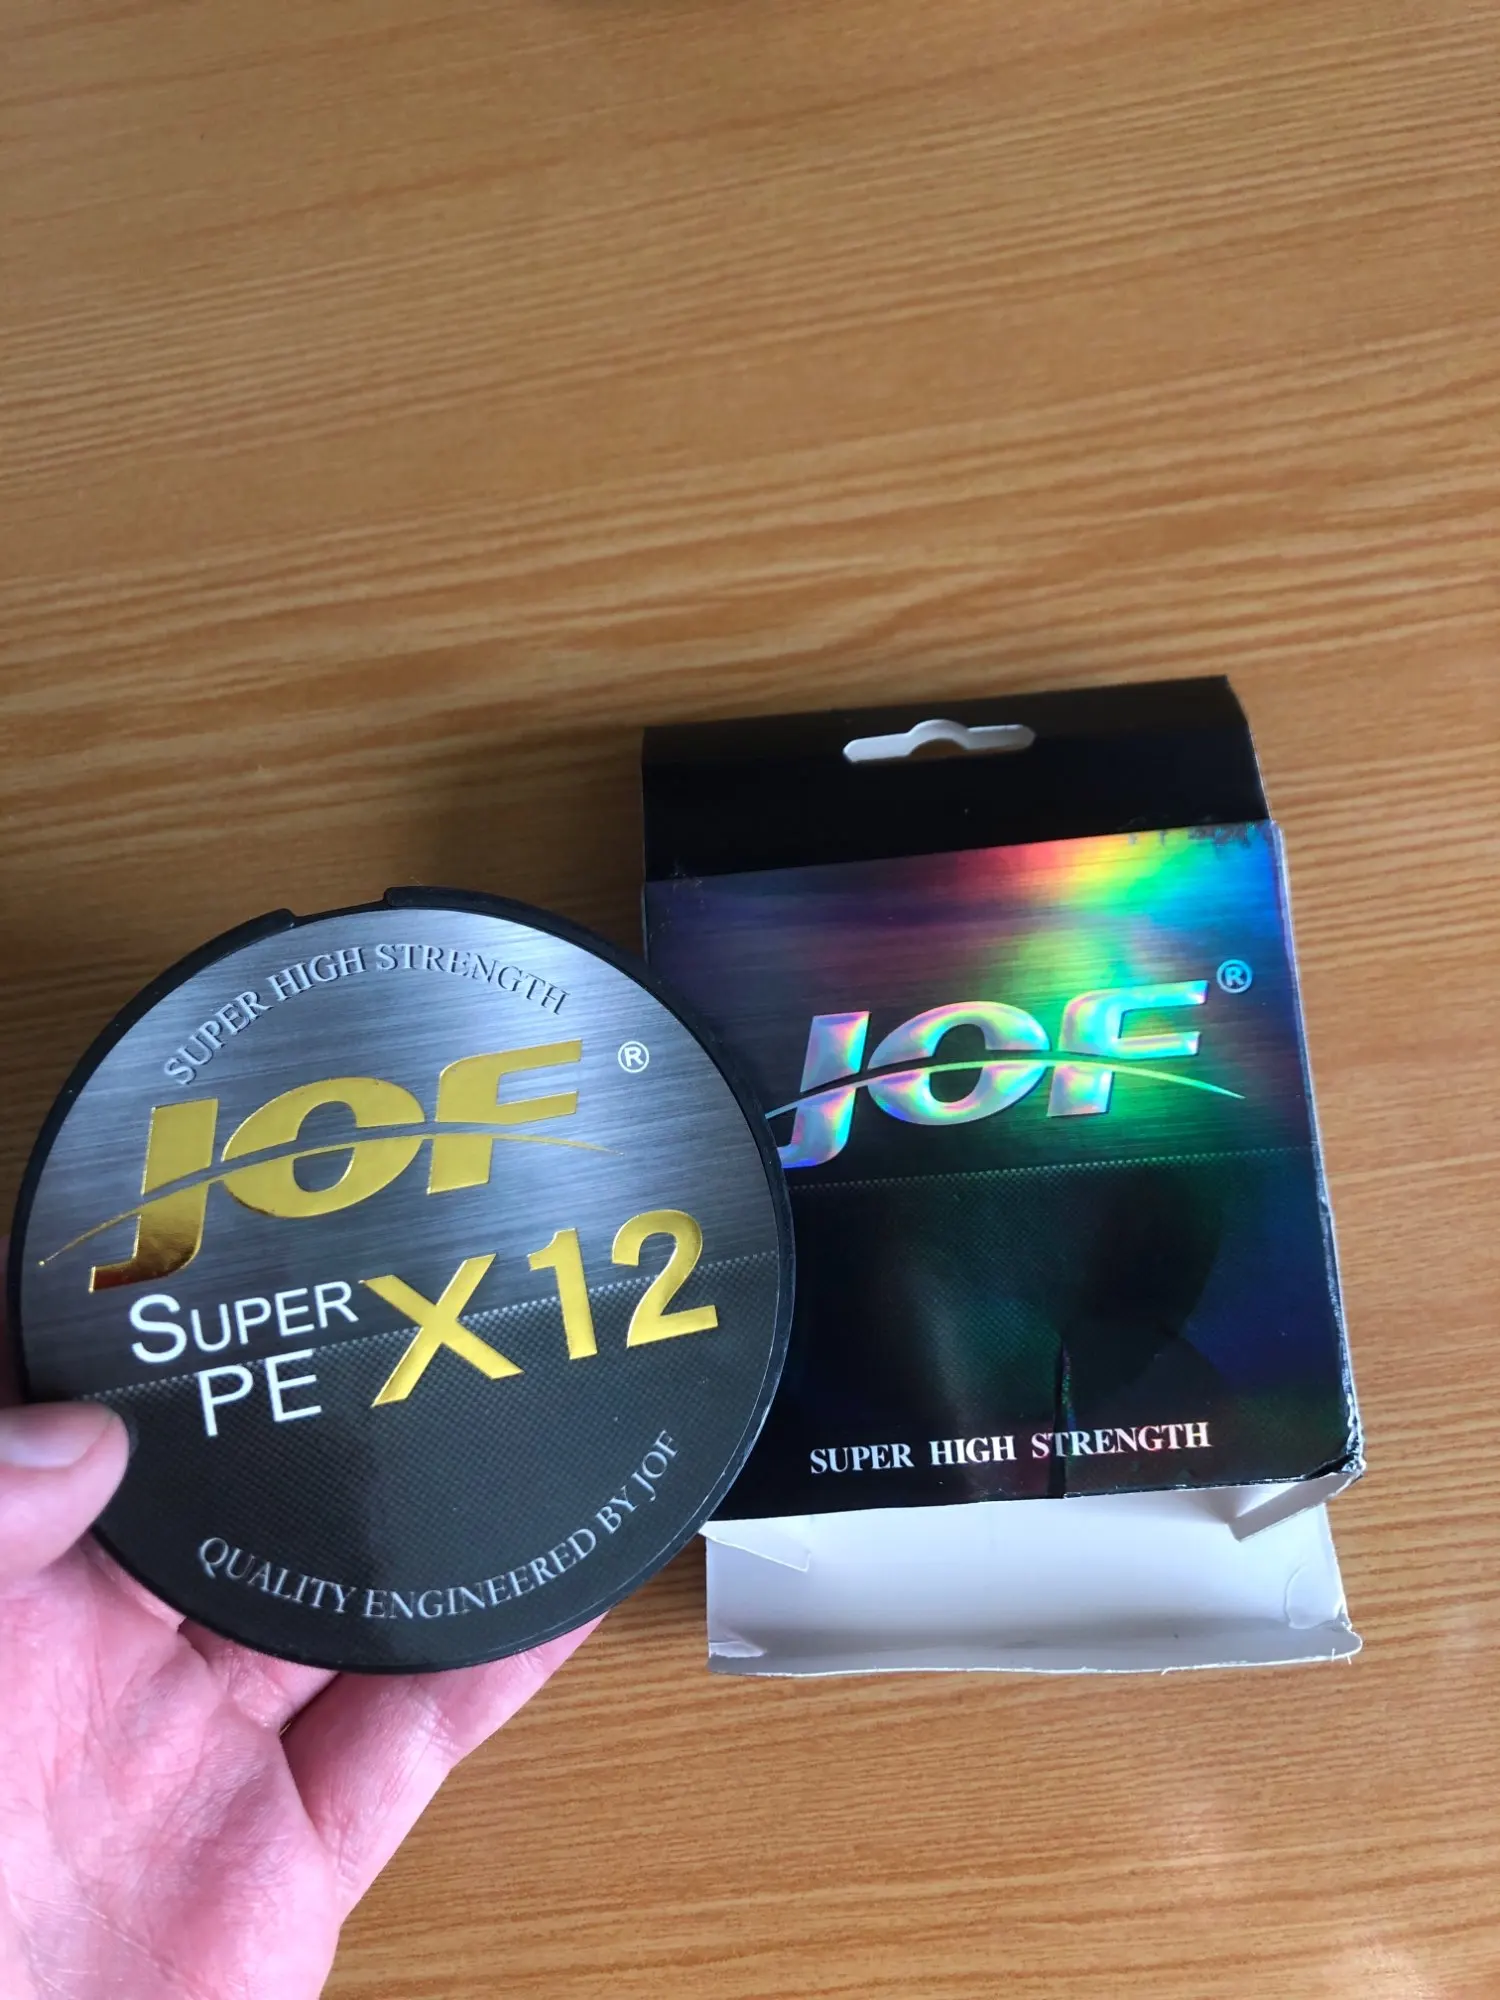 SUPER HIGH STRENGTH
JOF ®
SUPER
PE
X12
QUALITY ENGINEERED BY JOF
JOF ®
SUPER HIGH STRENGTH